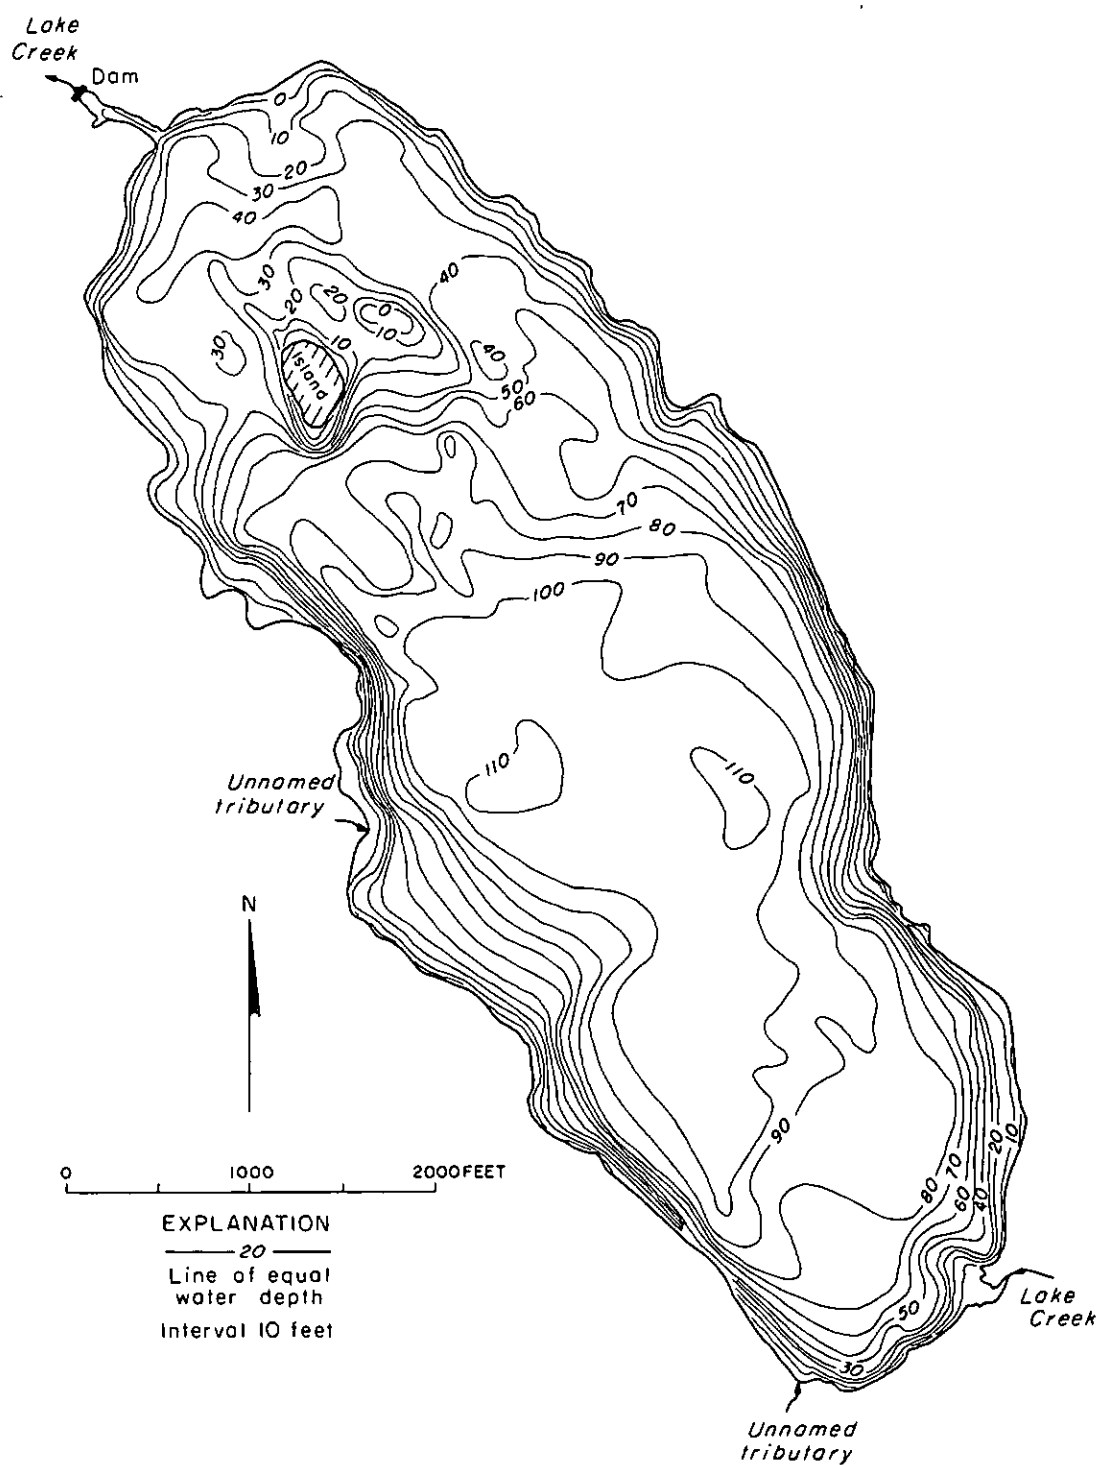 Lake
Creek
Dam
0
10
20
30
40
30
20
20
0
10
10
30
Island
40
40
50
60
70
80
90
100
110
110
Unnamed
tributary
N
0 1000 2000 FEET
EXPLANATION
20
Line of equal
water depth
Interval 10 feet
90
80
70
60
40
20
10
50
30
Lake
Creek
Unnamed
tributary